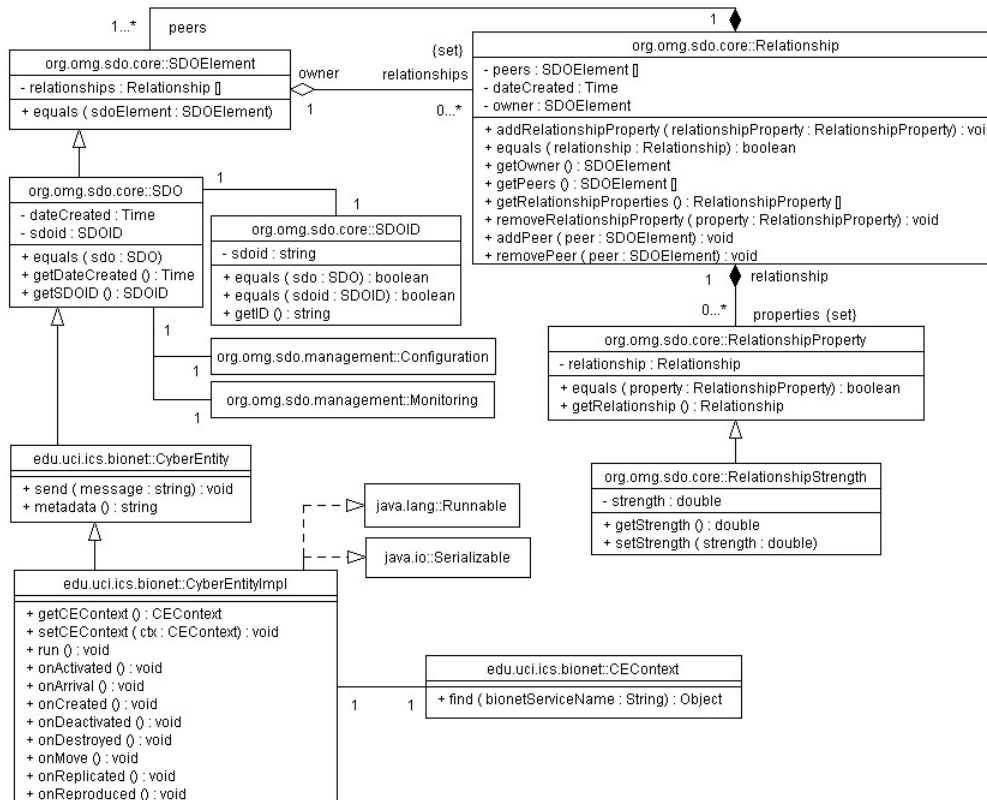 1...*
peers
1
org.omg.sdo.core::SDOElement
- relationships : Relationship []
+ equals ( sdoElement : SDOElement)
owner
1
{set}
relationships
0...*
org.omg.sdo.core::Relationship
- peers : SDOElement []
- dateCreated : Time
- owner : SDOElement
+ addRelationshipProperty ( relationshipProperty : RelationshipProperty) : voi
+ equals ( relationship : Relationship) : boolean
+ getOwner () : SDOElement
+ getPeers () : SDOElement []
+ getRelationshipProperties () : RelationshipProperty []
+ removeRelationshipProperty ( property : RelationshipProperty) : void
+ addPeer ( peer : SDOElement) : void
+ removePeer ( peer : SDOElement) : void
org.omg.sdo.core::SDO
- dateCreated : Time
- sdoid : SDOID
+ equals ( sdo : SDO)
+ getDateCreated () : Time
+ getSDOID () : SDOID
1
1
org.omg.sdo.core::SDOID
- sdoid : string
+ equals ( sdo : SDO) : boolean
+ equals ( sdoid : SDOID) : boolean
+ getID () : string
1
relationship
0...*
properties {set}
1
1
org.omg.sdo.management::Configuration
1
org.omg.sdo.management::Monitoring
org.omg.sdo.core::RelationshipProperty
- relationship : Relationship
+ equals ( property : RelationshipProperty) : boolean
+ getRelationship () : Relationship
org.omg.sdo.core::RelationshipStrength
- strength : double
+ getStrength () : double
+ setStrength ( strength : double)
edu.uci.ics.bionet::CyberEntity
+ send ( message : string) : void
+ metadata () : string
java.lang::Runnable
java.io::Serializable
edu.uci.ics.bionet::CyberEntityImpl
+ getCEContext () : CEContext
+ setCEContext ( ctx : CEContext) : void
+ run () : void
+ onActivated () : void
+ onArrival () : void
+ onCreated () : void
+ onDeactivated () : void
+ onDestroyed () : void
+ onMove () : void
+ onReplicated () : void
+ onReproduced () : void
1
1
edu.uci.ics.bionet::CEContext
+ find ( bionetServiceName : String) : Object